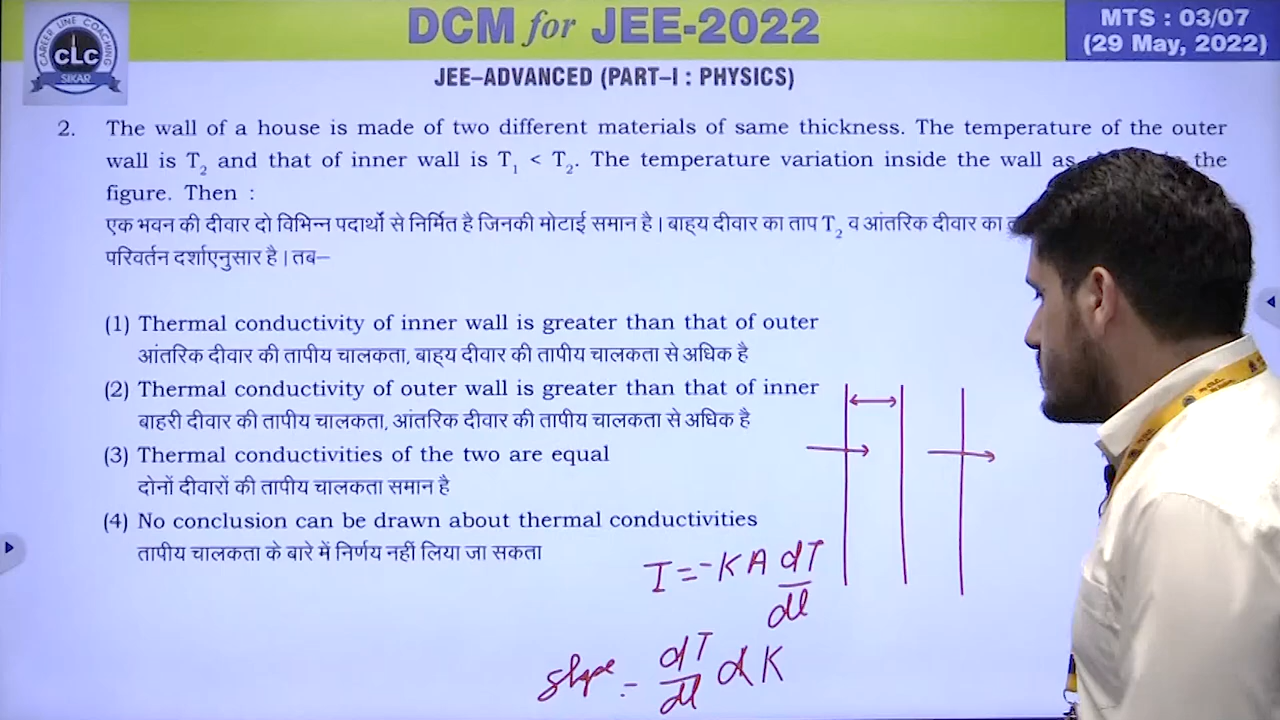 DCM for JEE-2022
MTS : 03/07
(29 May, 2022)
CAREER LINE COACHING
CLC
SIKAR
JEE–ADVANCED (PART–I : PHYSICS)
2. The wall of a house is made of two different materials of same thickness. The temperature of the outer
wall is T₂ and that of inner wall is T₁ < T₂. The temperature variation inside the wall as the
figure. Then :
एक भवन की दीवार दो विभिन्न पदार्थों से निर्मित है जिनकी मोटाई समान है। बाह्य दीवार का ताप T₂ व आंतरिक दीवार का
परिवर्तन दर्शाएनुसार है। तब–
(1) Thermal conductivity of inner wall is greater than that of outer
आंतरिक दीवार की तापीय चालकता, बाह्य दीवार की तापीय चालकता से अधिक है
(2) Thermal conductivity of outer wall is greater than that of inner
बाहरी दीवार की तापीय चालकता, आंतरिक दीवार की तापीय चालकता से अधिक है
(3) Thermal conductivities of the two are equal
दोनों दीवारों की तापीय चालकता समान है
(4) No conclusion can be drawn about thermal conductivities
तापीय चालकता के बारे में निर्णय नहीं लिया जा सकता
I = -KA dT/dl
slope = dT/dl α K